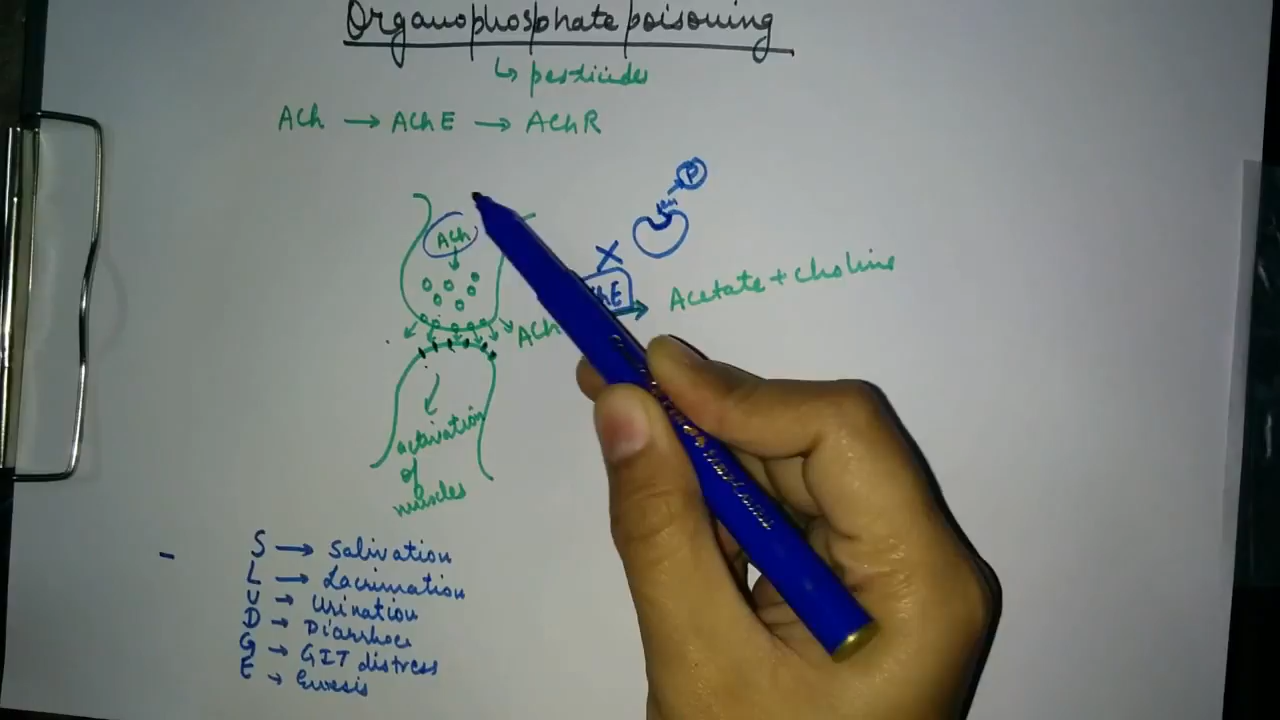 Organophosphate poisoning
↳ pesticides
ACh → AChE → AChR
P
ACh
ACh
hE
Acetate + choline
activation
of
muscles
S → Salivation
L → Lacrimation
U → Urination
D → Diarrhoea
G → GIT distress
E → Emesis